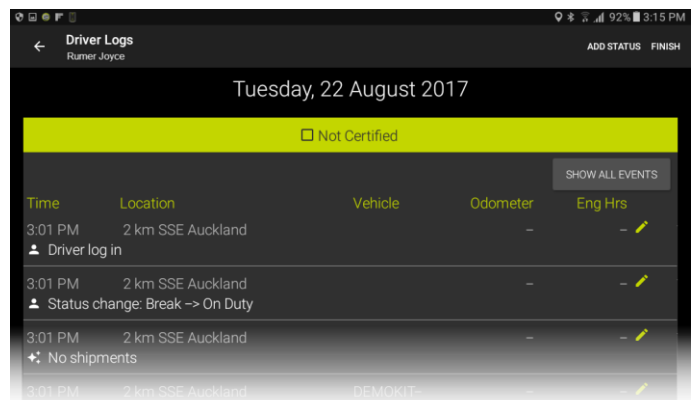 92% 3:15 PM
Driver Logs
Rumer Joyce
ADD STATUS FINISH
Tuesday, 22 August 2017
Not Certified
SHOW ALL EVENTS
Time Location Vehicle Odometer Eng Hrs
3:01 PM 2 km SSE Auckland – –
Driver log in
3:01 PM 2 km SSE Auckland – –
Status change: Break –> On Duty
3:01 PM 2 km SSE Auckland – –
No shipments
3:01 PM 2 km SSE Auckland DEMOKIT-